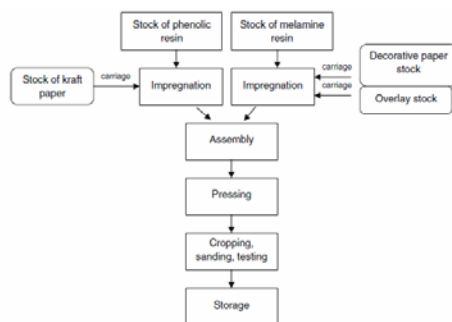 Stock of phenolic
resin
Stock of melamine
resin
Decorative paper
stock
carriage
Stock of kraft
paper
carriage
Impregnation
Impregnation
carriage
Overlay stock
Assembly
Pressing
Cropping,
sanding, testing
Storage